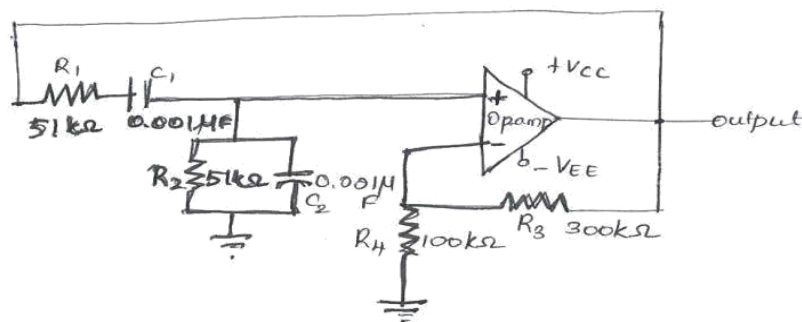 R1
C1
+VCC
51kΩ
0.001μF
+
Opamp
output
-
R2
51kΩ
0.001μ
F
C2
-VEE
R4
100kΩ
R3
300kΩ